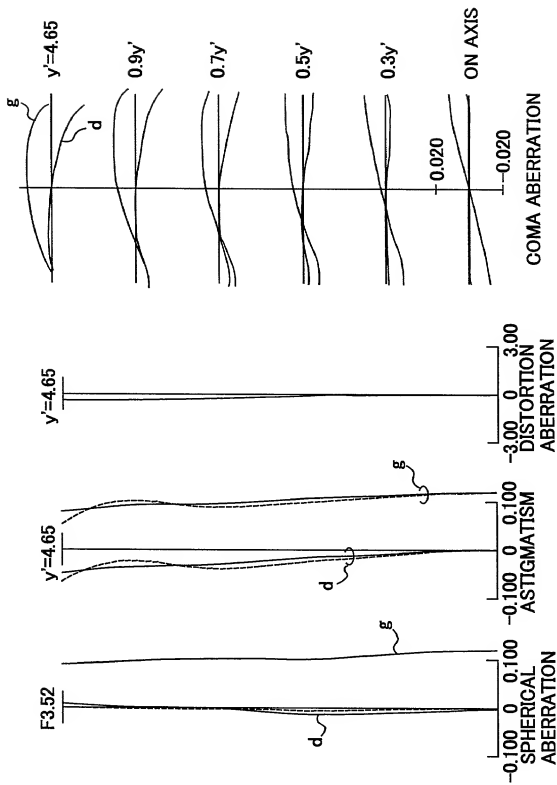 F3.52
g
d
-0.100 0 0.100
SPHERICAL
ABERRATION
y'=4.65
g
d
-0.100 0 0.100
ASTIGMATISM
y'=4.65
-3.00 0 3.00
DISTORTION
ABERRATION
g
y'=4.65
d
0.9y'
0.7y'
0.5y'
0.3y'
0.020
ON AXIS
-0.020
COMA ABERRATION